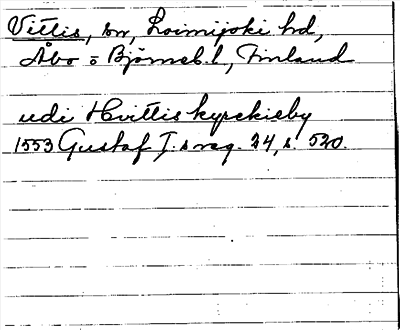 Vittis, sn, Loimijoki hd,
Åbo o Björneb. l., Finland
udi Hvittis kyrckieby
1553 Gustaf I:s reg. 24, s. 520.